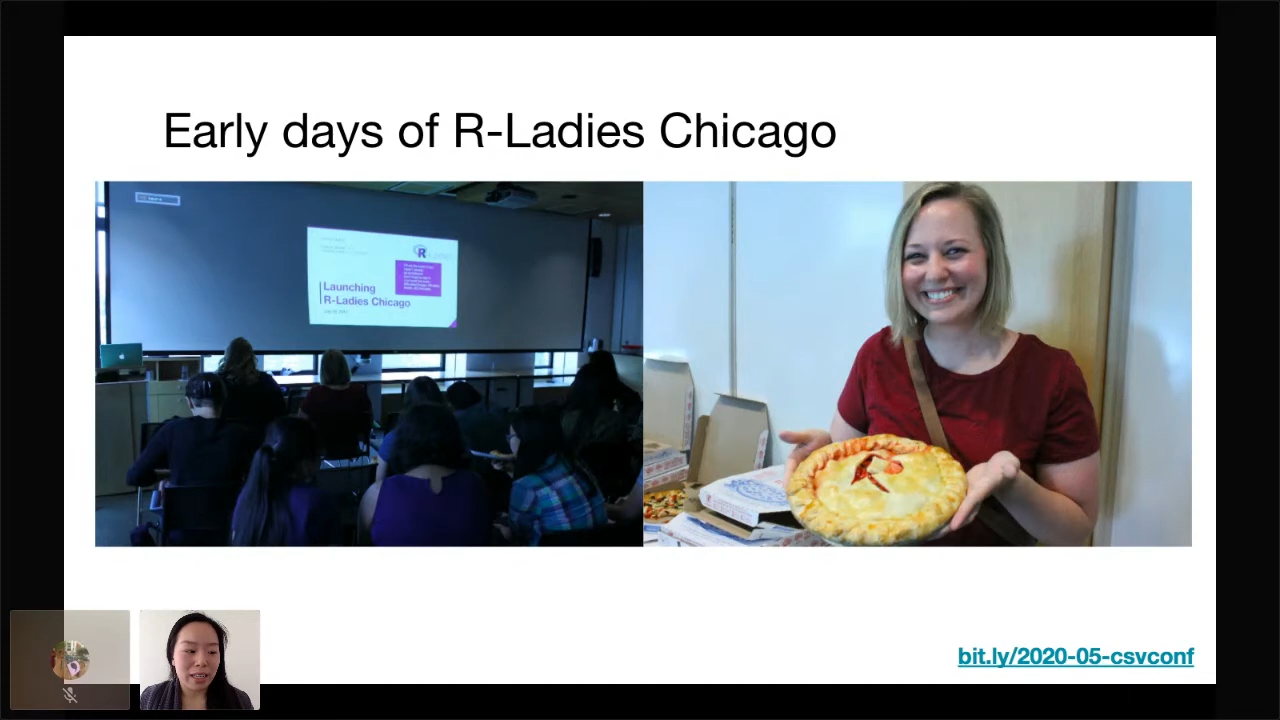 Early days of R-Ladies Chicago
R
Launching
R-Ladies Chicago
bit.ly/2020-05-csvconf